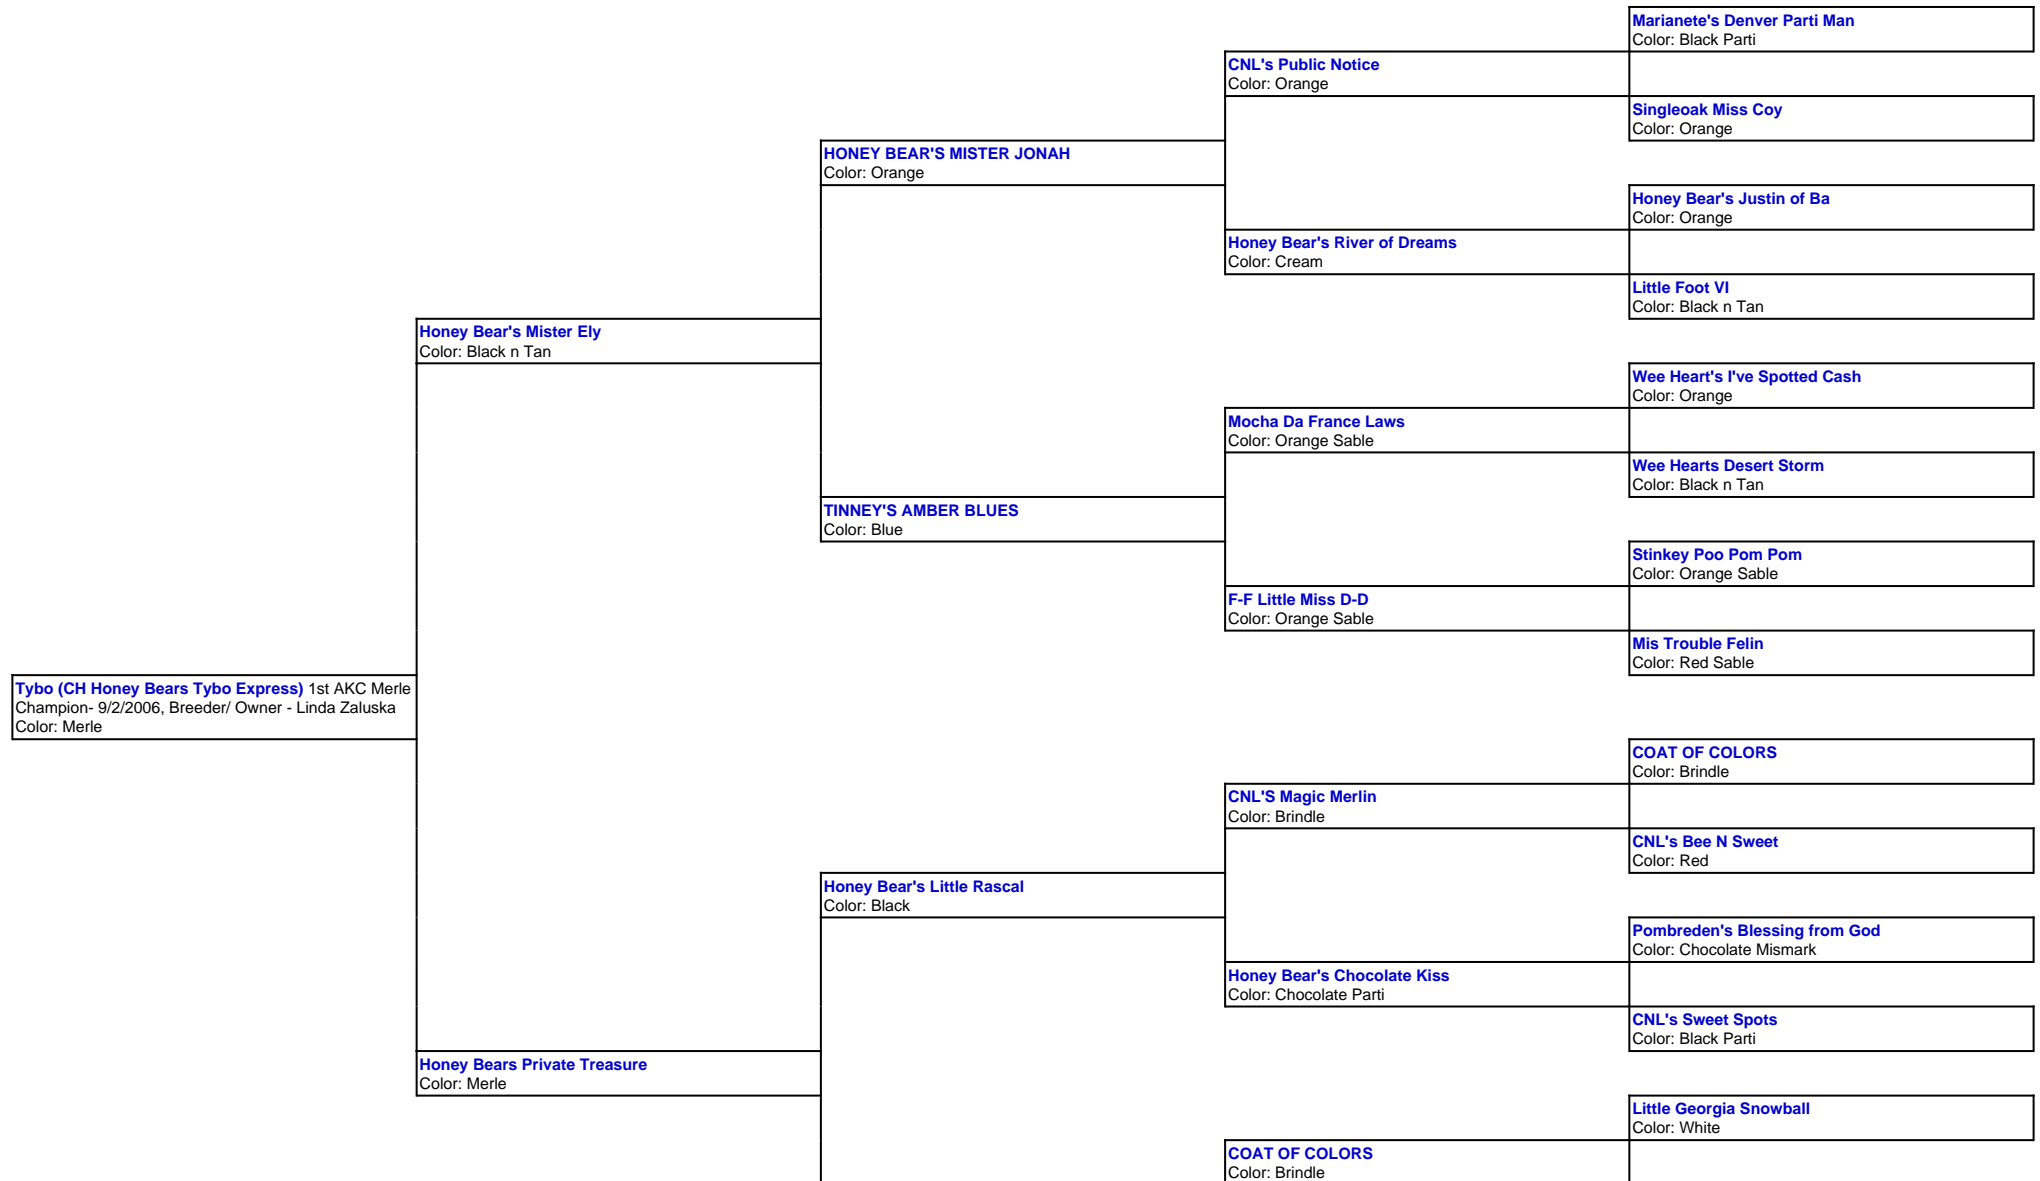 Marianete's Denver Parti Man
Color: Black Parti
CNL's Public Notice
Color: Orange
Singleoak Miss Coy
Color: Orange
HONEY BEAR'S MISTER JONAH
Color: Orange
Honey Bear's Justin of Ba
Color: Orange
Honey Bear's River of Dreams
Color: Cream
Little Foot VI
Color: Black n Tan
Honey Bear's Mister Ely
Color: Black n Tan
Wee Heart's I've Spotted Cash
Color: Orange
Mocha Da France Laws
Color: Orange Sable
Wee Hearts Desert Storm
Color: Black n Tan
TINNEY'S AMBER BLUES
Color: Blue
Stinkey Poo Pom Pom
Color: Orange Sable
F-F Little Miss D-D
Color: Orange Sable
Mis Trouble Felin
Color: Red Sable
Tybo (CH Honey Bears Tybo Express) 1st AKC Merle
Champion- 9/2/2006, Breeder/ Owner - Linda Zaluska
Color: Merle
COAT OF COLORS
Color: Brindle
CNL'S Magic Merlin
Color: Brindle
CNL's Bee N Sweet
Color: Red
Honey Bear's Little Rascal
Color: Black
Pombreden's Blessing from God
Color: Chocolate Mismark
Honey Bear's Chocolate Kiss
Color: Chocolate Parti
CNL's Sweet Spots
Color: Black Parti
Honey Bears Private Treasure
Color: Merle
Little Georgia Snowball
Color: White
COAT OF COLORS
Color: Brindle